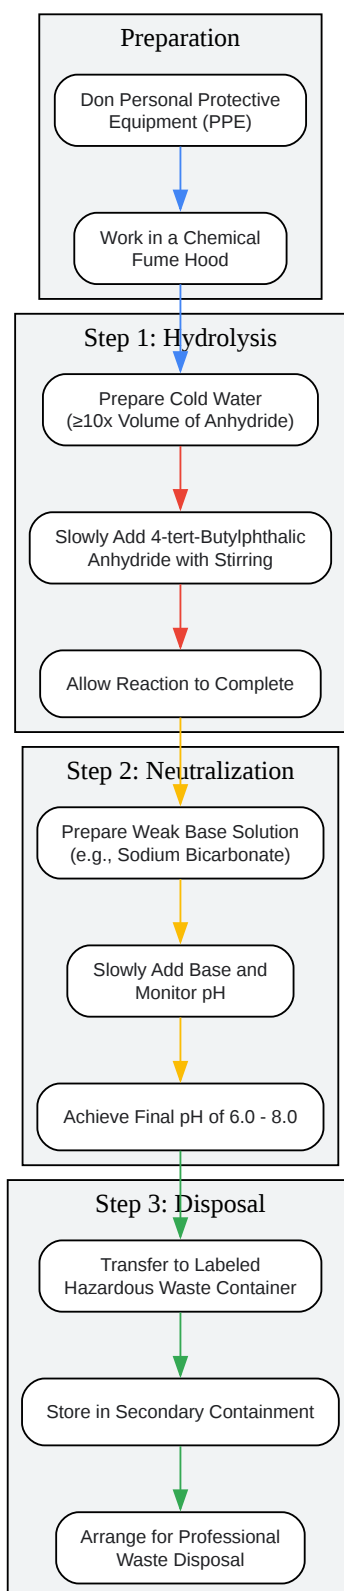 Preparation
Don Personal Protective
Equipment (PPE)
Work in a Chemical
Fume Hood
Step 1: Hydrolysis
Prepare Cold Water
(≥10x Volume of Anhydride)
Slowly Add 4-tert-Butylphthalic
Anhydride with Stirring
Allow Reaction to Complete
Step 2: Neutralization
Prepare Weak Base Solution
(e.g., Sodium Bicarbonate)
Slowly Add Base and
Monitor pH
Achieve Final pH of 6.0 - 8.0
Step 3: Disposal
Transfer to Labeled
Hazardous Waste Container
Store in Secondary Containment
Arrange for Professional
Waste Disposal